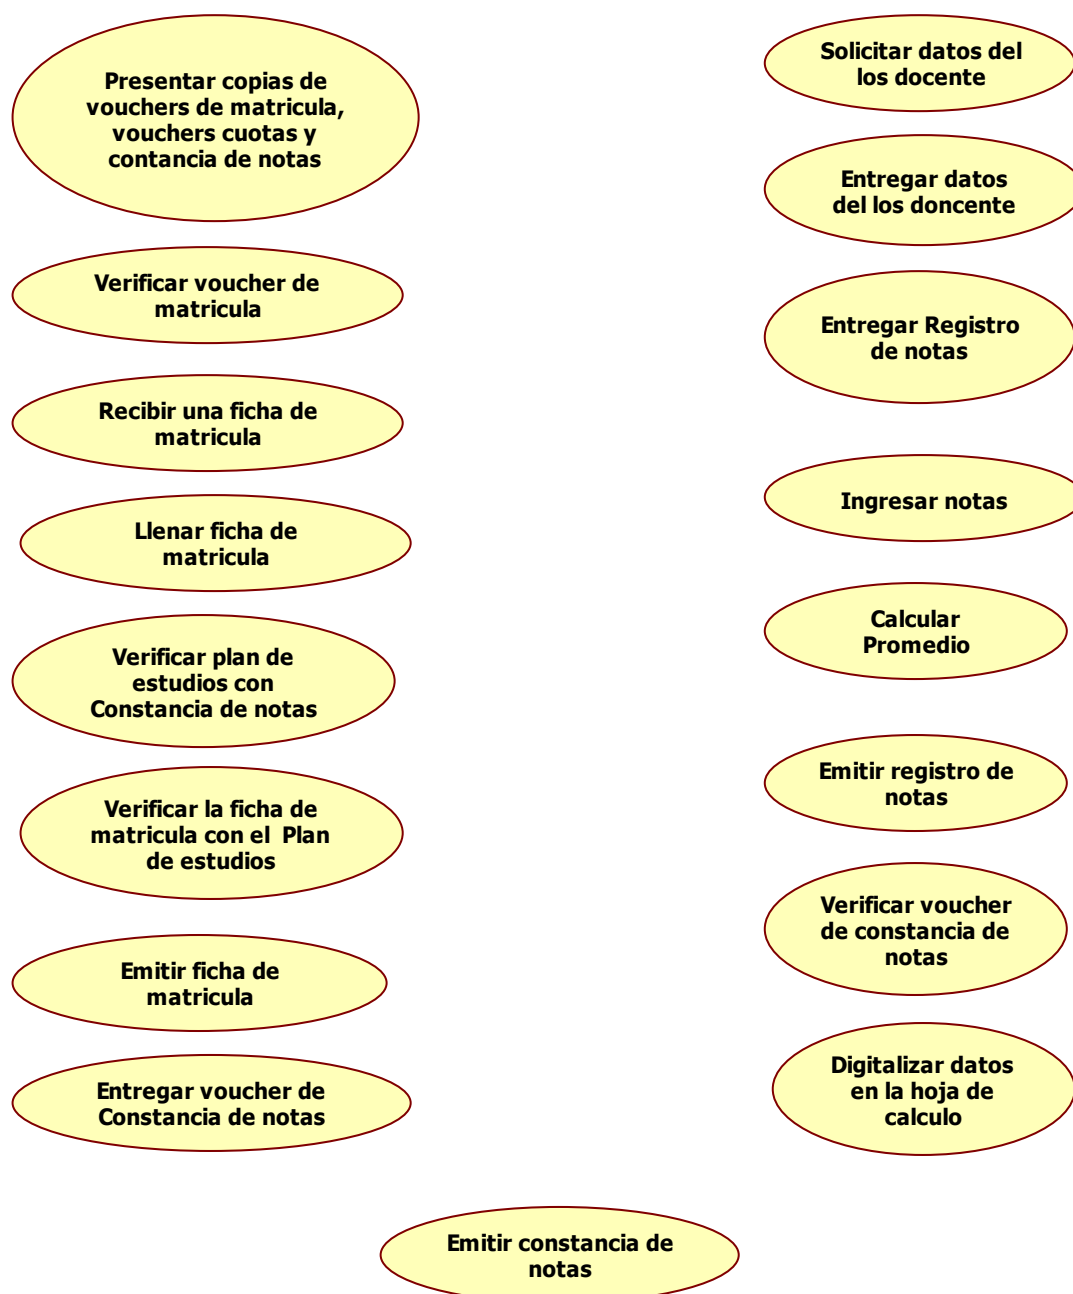 Presentar copias de
vouchers de matricula,
vouchers cuotas y
contancia de notas
Verificar voucher de
matricula
Recibir una ficha de
matricula
Llenar ficha de
matricula
Verificar plan de
estudios con
Constancia de notas
Verificar la ficha de
matricula con el Plan
de estudios
Emitir ficha de
matricula
Entregar voucher de
Constancia de notas
Solicitar datos del
los docente
Entregar datos
del los doncente
Entregar Registro
de notas
Ingresar notas
Calcular
Promedio
Emitir registro de
notas
Verificar voucher
de constancia de
notas
Digitalizar datos
en la hoja de
calculo
Emitir constancia de
notas